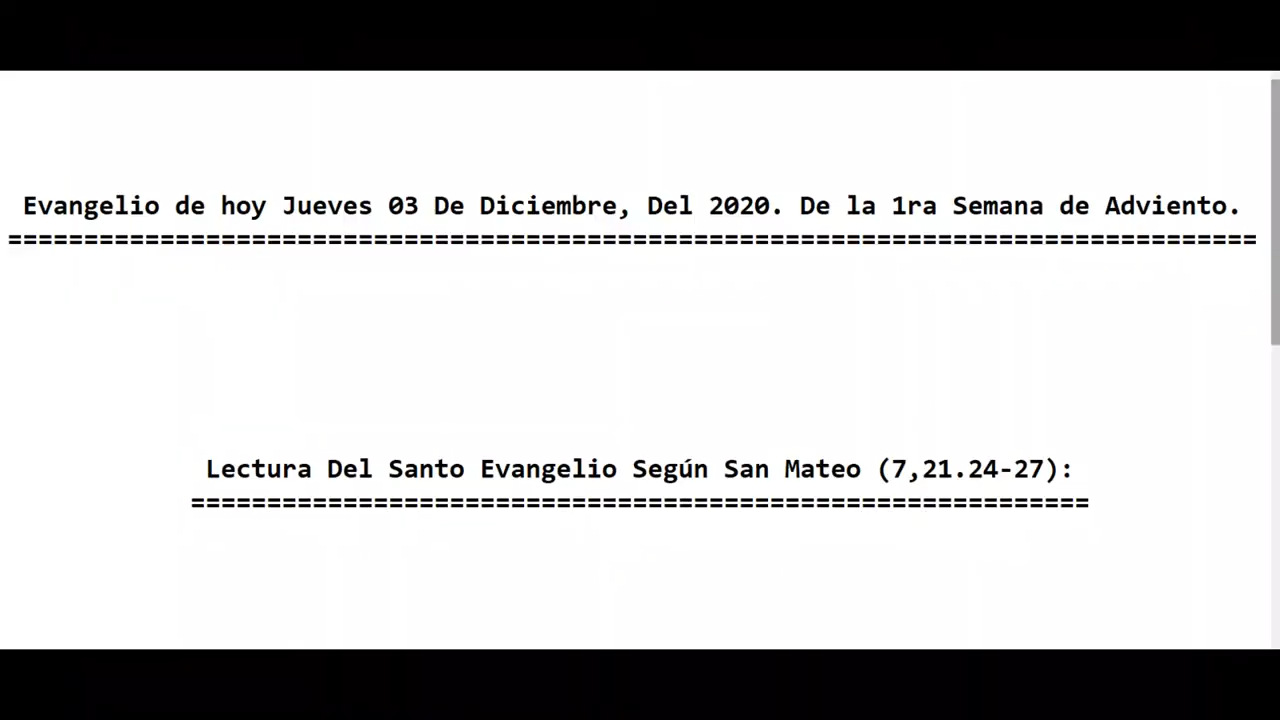 Evangelio de hoy Jueves 03 De Diciembre, Del 2020. De la 1ra Semana de Adviento.
==================================================================================
Lectura Del Santo Evangelio Según San Mateo (7,21.24-27):
===========================================================